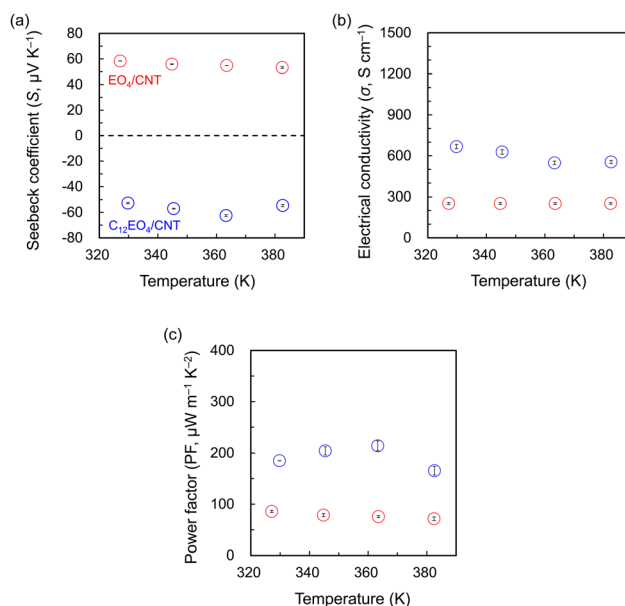 (a)
Seebeck coefficient (S, µV K⁻¹)
80
60
40
20
0
-20
-40
-60
-80
EO₄/CNT
C₁₂EO₄/CNT
320
340
360
380
Temperature (K)
(b)
Electrical conductivity (σ, S cm⁻¹)
1500
1200
900
600
300
0
320
340
360
380
Temperature (K)
(c)
Power factor (PF, µW m⁻¹ K⁻²)
400
300
200
100
0
320
340
360
380
Temperature (K)